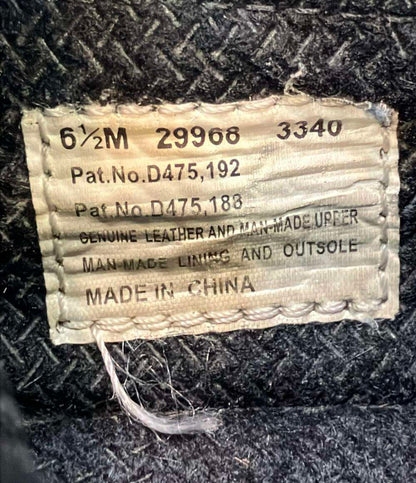 6½M 29968 3340
Pat.No.D475,192
Pat.No.D475,188
GENUINE LEATHER AND MAN-MADE UPPER
MAN-MADE LINING AND OUTSOLE
MADE IN CHINA